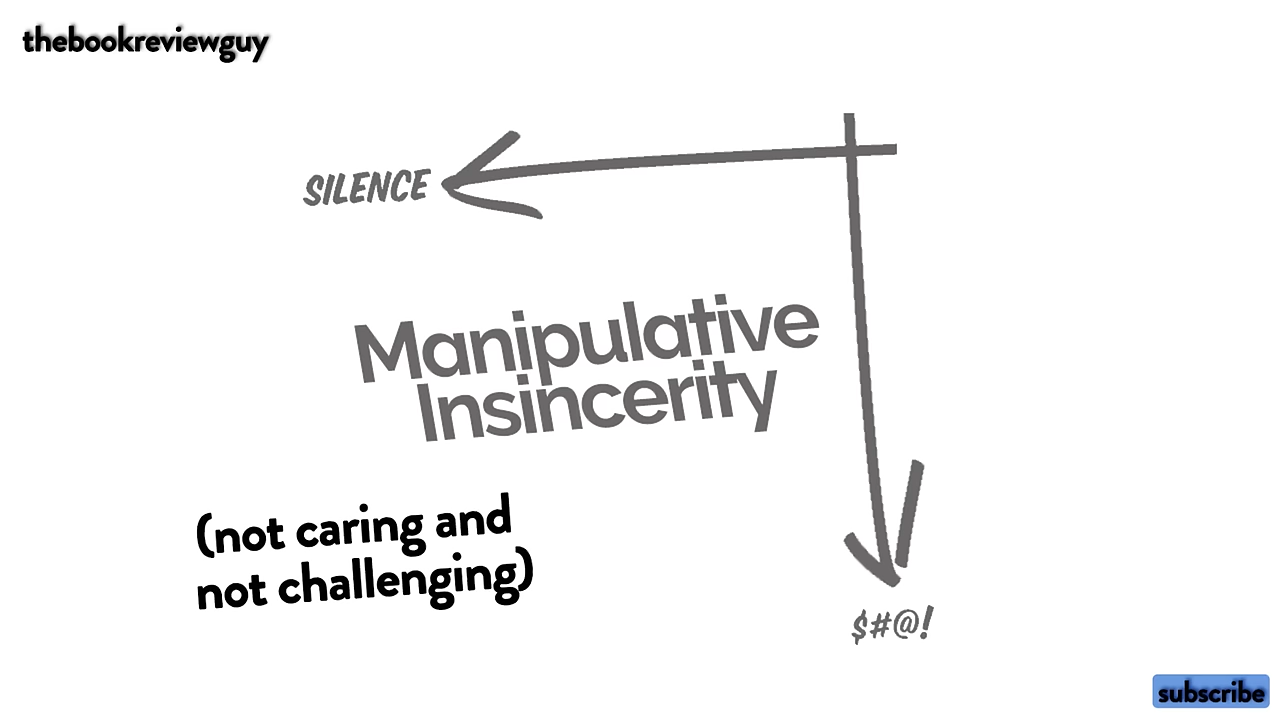 thebookreviewguy
SILENCE
Manipulative
Insincerity
(not caring and
not challenging)
$#@!
subscribe